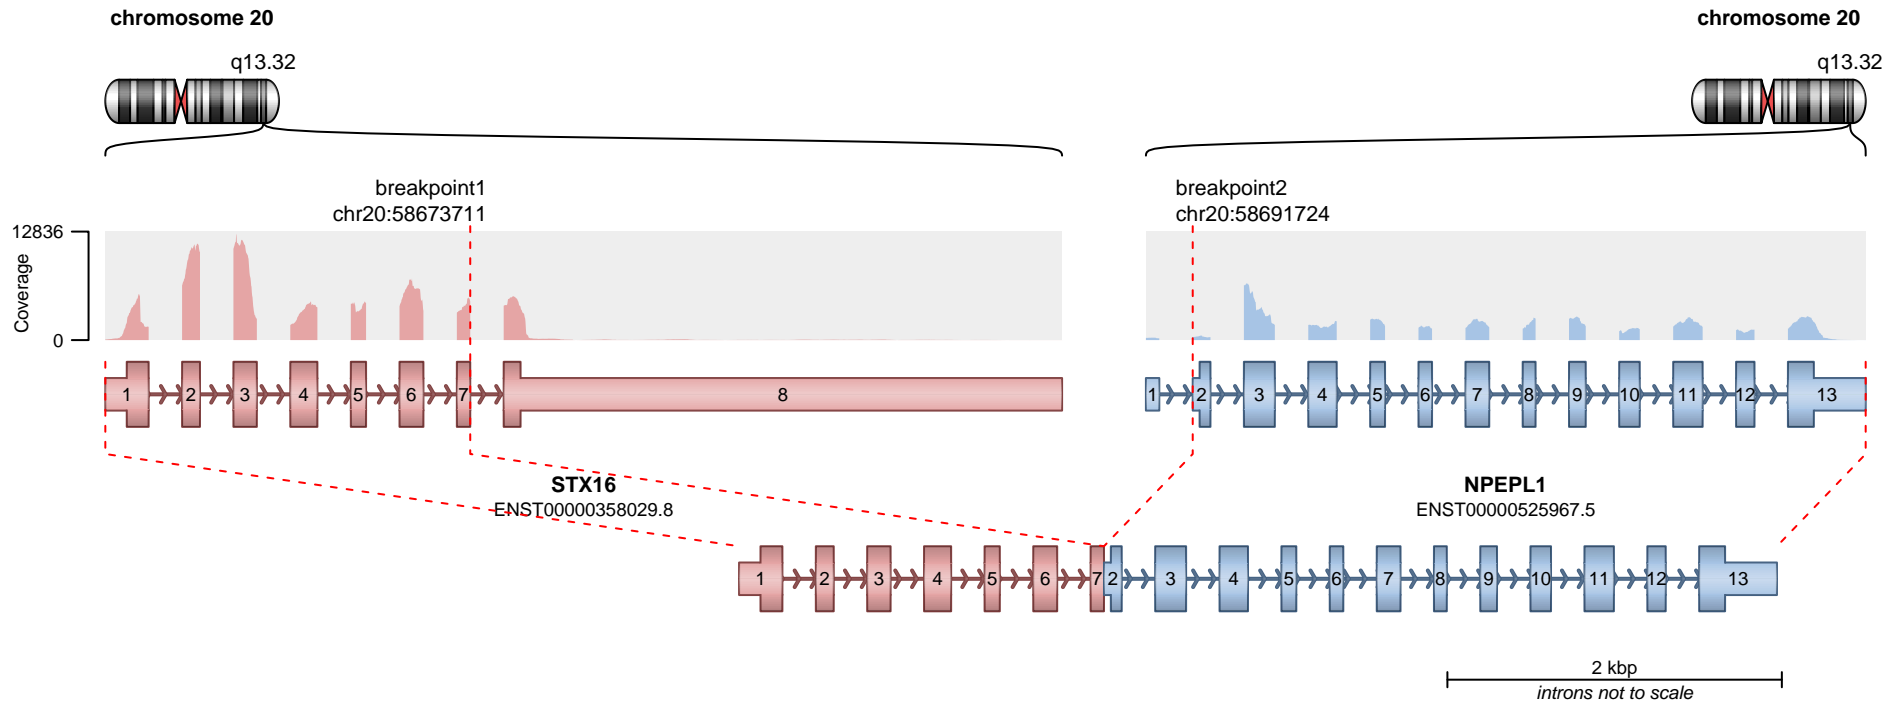 chromosome 20
chromosome 20
q13.32
q13.32
breakpoint1
chr20:58673711
breakpoint2
chr20:58691724
12836
Coverage
0
1 2 3 4 5 6 7 8
1 2 3 4 5 6 7 8 9 10 11 12 13
STX16
ENST00000358029.8
NPEPL1
ENST00000525967.5
1 2 3 4 5 6 7 2 3 4 5 6 7 8 9 10 11 12 13
2 kbp
introns not to scale